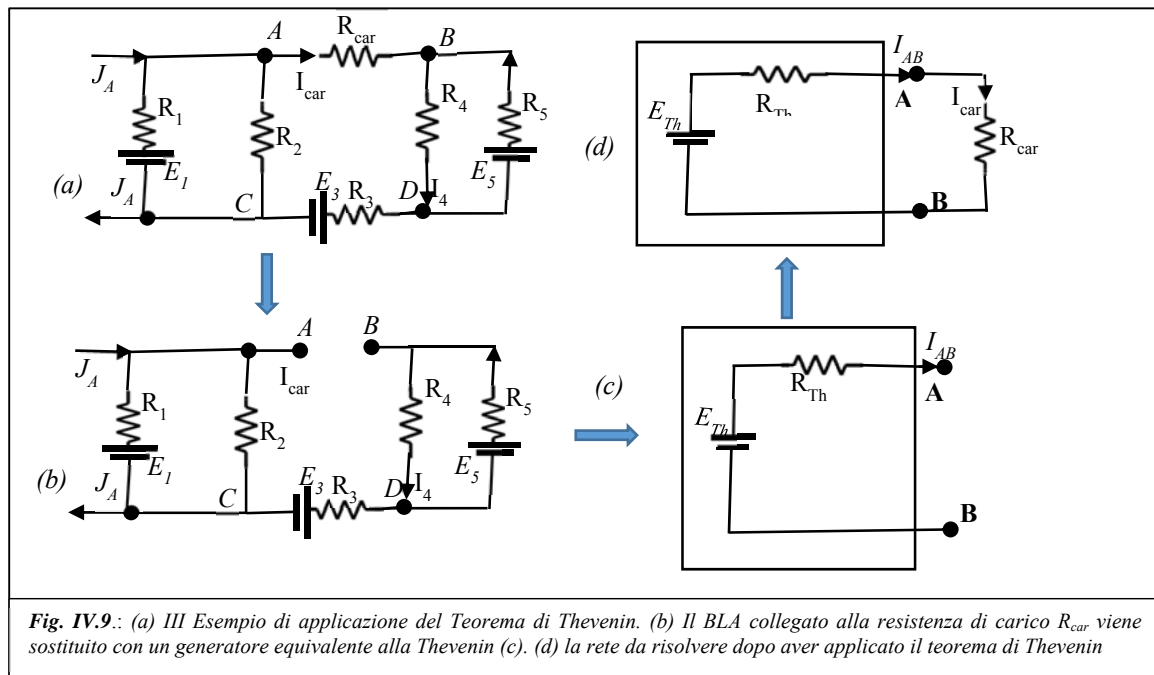 A
R_car
B
J_A
I_car
R_1
R_2
R_4
R_5
E_1
E_5
(a)
J_A
C
E_3
R_3
D
I_4
I_AB
R_Th
A
I_car
E_Th
(d)
R_car
B
A
B
J_A
I_car
R_1
R_2
R_4
R_5
(c)
E_1
E_5
(b)
J_A
C
E_3
R_3
D
I_4
I_AB
R_Th
A
E_Th
B
Fig. IV.9.: (a) III Esempio di applicazione del Teorema di Thevenin. (b) Il BLA collegato alla resistenza di carico R_car viene
sostituito con un generatore equivalente alla Thevenin (c). (d) la rete da risolvere dopo aver applicato il teorema di Thevenin